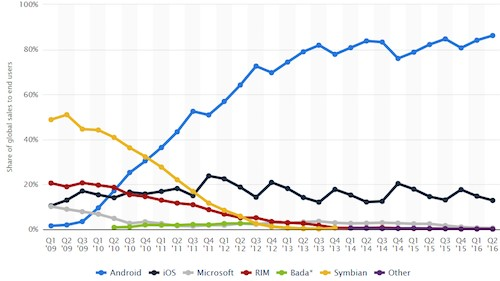 100%
80%
60%
40%
20%
0%
Share of global sales to end users
Q1 Q2 Q3 Q1 Q2 Q3 Q4 Q1 Q2 Q3 Q4 Q1 Q2 Q3 Q4 Q1 Q2 Q3 Q4 Q1 Q2 Q3 Q4 Q1 Q2 Q3 Q4 Q1 Q2
'09 '09 '09 '10 '10 '10 '10 '11 '11 '11 '11 '12 '12 '12 '12 '13 '13 '13 '13 '14 '14 '14 '14 '15 '15 '15 '15 '16 '16
Android iOS Microsoft RIM Bada* Symbian Other